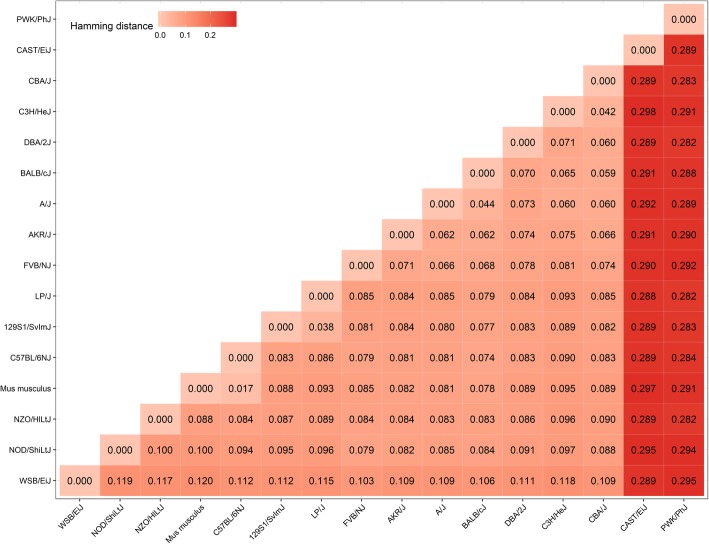 Hamming distance
0.0 0.1 0.2
PWK/PhJ 0.000
CAST/EiJ 0.000 0.289
CBA/J 0.000 0.289 0.283
C3H/HeJ 0.000 0.042 0.298 0.291
DBA/2J 0.000 0.071 0.060 0.289 0.282
BALB/cJ 0.000 0.070 0.065 0.059 0.291 0.288
A/J 0.000 0.044 0.073 0.060 0.060 0.292 0.289
AKR/J 0.000 0.062 0.062 0.074 0.075 0.066 0.291 0.290
FVB/NJ 0.000 0.071 0.066 0.068 0.078 0.081 0.074 0.290 0.292
LP/J 0.000 0.085 0.084 0.085 0.079 0.084 0.093 0.085 0.288 0.282
129S1/SvImJ 0.000 0.038 0.081 0.084 0.080 0.077 0.083 0.089 0.082 0.289 0.283
C57BL/6NJ 0.000 0.083 0.086 0.079 0.081 0.081 0.074 0.083 0.090 0.083 0.289 0.284
Mus musculus 0.000 0.017 0.088 0.093 0.085 0.082 0.081 0.078 0.089 0.095 0.089 0.297 0.291
NZO/HlLtJ 0.000 0.088 0.084 0.087 0.089 0.084 0.084 0.083 0.083 0.086 0.096 0.090 0.289 0.282
NOD/ShiLtJ 0.000 0.100 0.100 0.094 0.095 0.096 0.079 0.082 0.085 0.084 0.091 0.097 0.088 0.295 0.294
WSB/EiJ 0.000 0.119 0.117 0.120 0.112 0.112 0.115 0.103 0.109 0.109 0.106 0.111 0.118 0.109 0.289 0.295
WSB/EiJ NOD/ShiLtJ NZO/HlLtJ Mus musculus C57BL/6NJ 129S1/SvImJ LP/J FVB/NJ AKR/J A/J BALB/cJ DBA/2J C3H/HeJ CBA/J CAST/EiJ PWK/PhJ